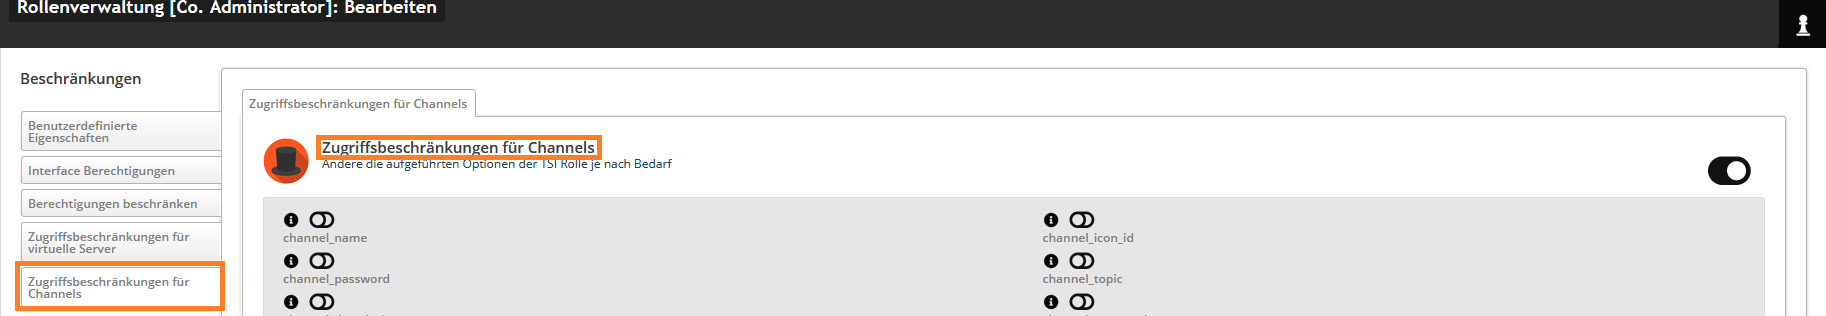 Rollenverwaltung [Co. Administrator]: Bearbeiten
Beschränkungen
Benutzerdefinierte
Eigenschaften
Interface Berechtigungen
Berechtigungen beschränken
Zugriffsbeschränkungen für
virtuelle Server
Zugriffsbeschränkungen für
Channels
Zugriffsbeschränkungen für Channels
Zugriffsbeschränkungen für Channels
Ändere die aufgeführten Optionen der TSI Rolle je nach Bedarf
channel_name
channel_icon_id
channel_password
channel_topic